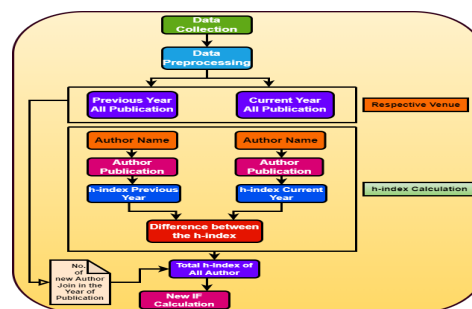 Data
Collection
Data
Preprocessing
Previous Year
All Publication
Current Year
All Publication
Respective Venue
Author Name
Author Name
Author
Publication
Author
Publication
h-index Previous
Year
h-index Current
Year
h-index Calculation
Difference between
the h-index
No.
of
new Author
Join in the
Year of
Publication
Total h-index of
All Author
New IF
Calculation